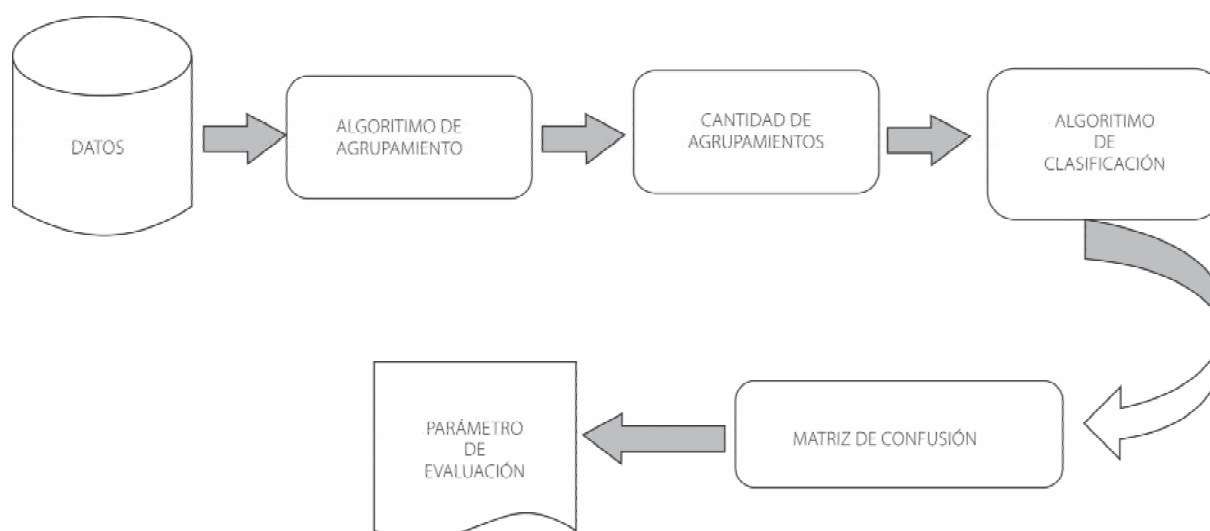 DATOS
ALGORITIMO DE
AGRUPAMIENTO
CANTIDAD DE
AGRUPAMIENTOS
ALGORITIMO
DE
CLASIFICACIÓN
MATRIZ DE CONFUSIÓN
PARÁMETRO
DE
EVALUACIÓN